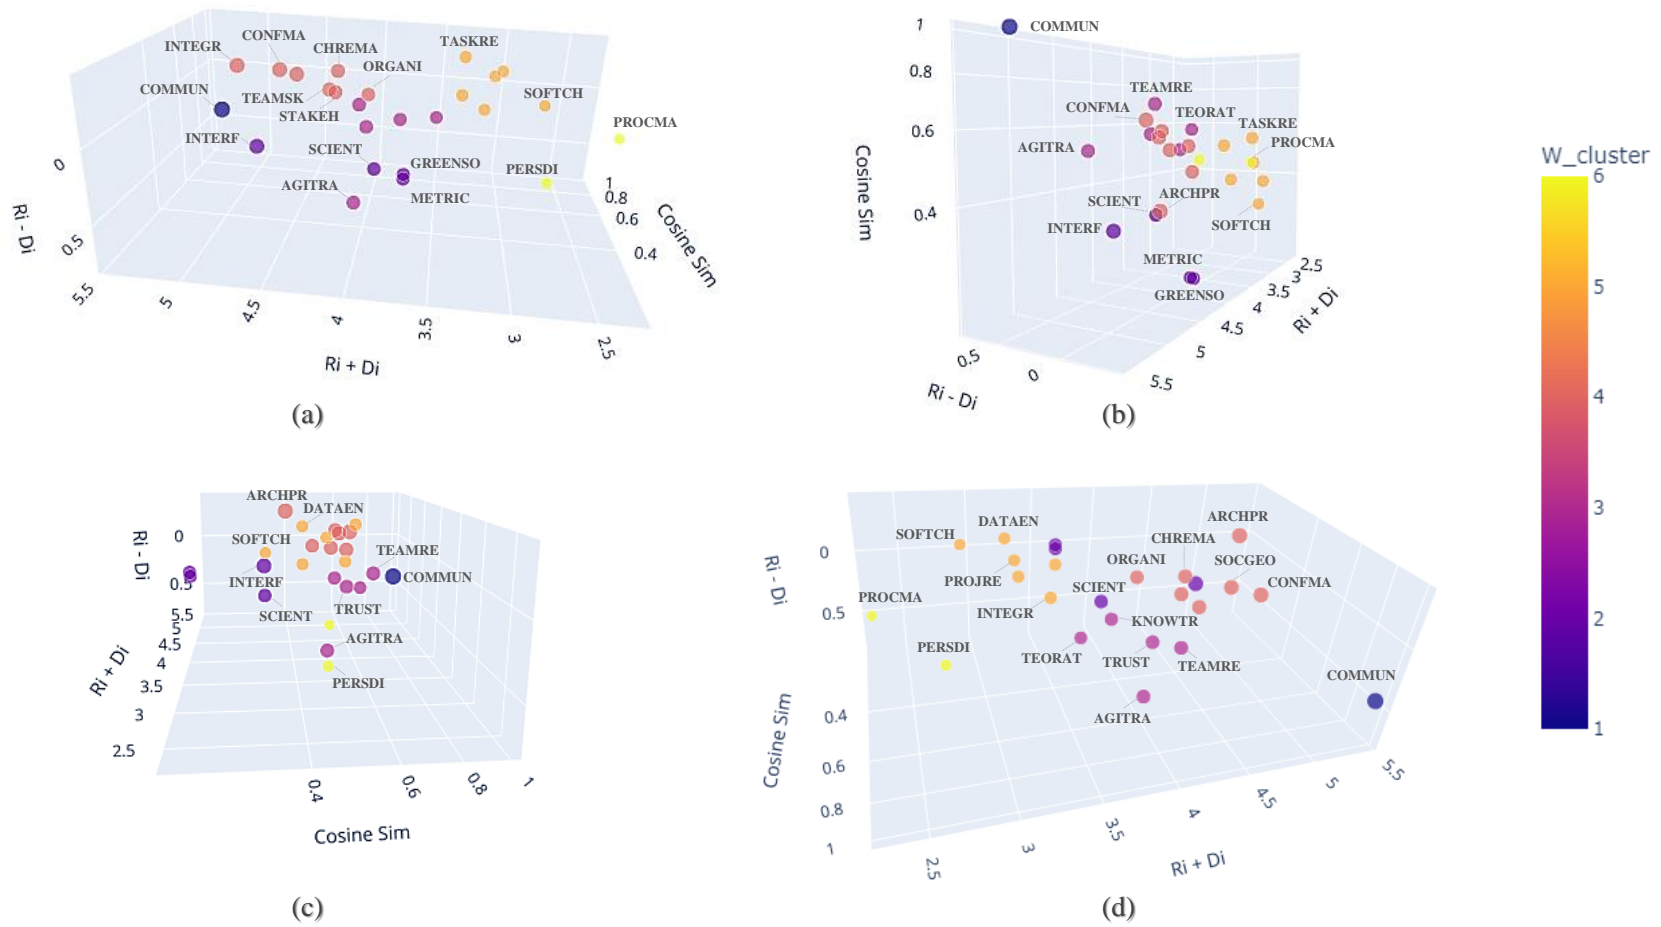 INTEGR
CONFMA
CHREMA
TASKRE
ORGANI
COMMUN
TEAMSK
STAKEH
SOFTCH
PROCMA
INTERF
SCIENT
GREENSO
PERSDI
AGITRA
METRIC
0
0.5
Ri - Di
5.5
5
4.5
4
3.5
3
2.5
Ri + Di
1
0.8
0.6
0.4
Cosine Sim
(a)
1
0.8
0.6
0.4
Cosine Sim
COMMUN
TEAMRE
CONFMA
TEORAT
TASKRE
PROCMA
AGITRA
ARCHPR
SCIENT
SOFTCH
INTERF
METRIC
GREENSO
0.5
0
Ri - Di
5.5
5
4.5
4
3.5
3
2.5
Ri + Di
(b)
W_cluster
6
5
4
3
2
1
ARCHPR
DATAEN
SOFTCH
TEAMRE
COMMUN
INTERF
SCIENT
TRUST
AGITRA
PERSDI
Ri - Di
0
0.5
Ri + Di
5.5
5
4.5
4
3.5
3
2.5
0.4
0.6
0.8
1
Cosine Sim
(c)
SOFTCH
DATAEN
ARCHPR
CHREMA
ORGANI
SOCGEO
PROJRE
SCIENT
CONFMA
PROCMA
INTEGR
KNOWTR
PERSDI
TEORAT
TRUST
TEAMRE
COMMUN
AGITRA
Ri - Di
0
0.5
Cosine Sim
0.4
0.6
0.8
1
2.5
3
3.5
4
4.5
5
5.5
Ri + Di
(d)